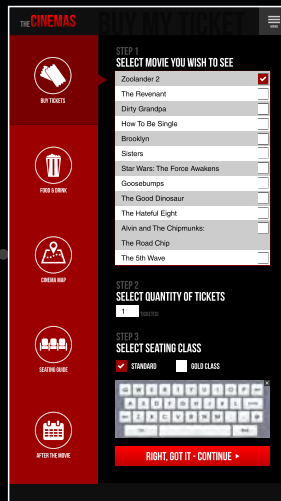 THE CINEMAS
BUY MY TICKET
MENU
BUY TICKETS
FOOD & DRINK
CINEMA MAP
SEATING GUIDE
AFTER THE MOVIE
STEP 1
SELECT MOVIE YOU WISH TO SEE
Zoolander 2
The Revenant
Dirty Grandpa
How To Be Single
Brooklyn
Sisters
Star Wars: The Force Awakens
Goosebumps
The Good Dinosaur
The Hateful Eight
Alvin and The Chipmunks:
The Road Chip
The 5th Wave
STEP 2
SELECT QUANTITY OF TICKETS
1 TICKET(S)
STEP 3
SELECT SEATING CLASS
STANDARD GOLD CLASS
RIGHT, GOT IT - CONTINUE